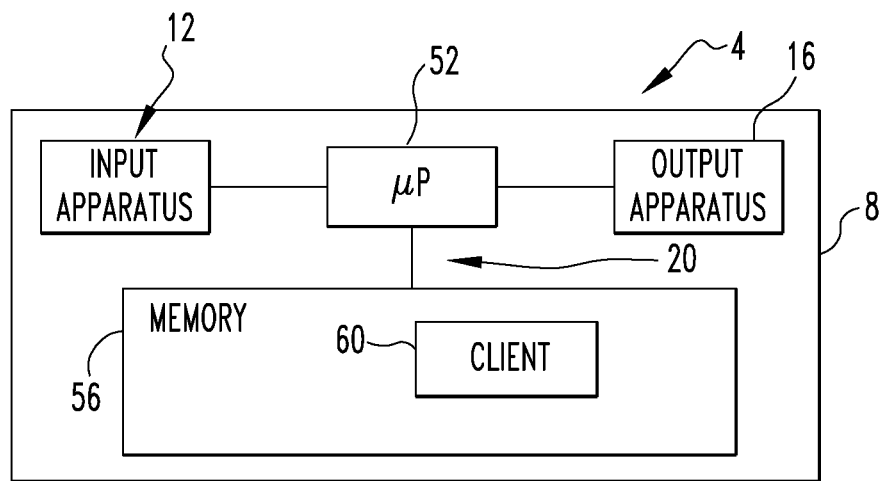 12
52
4
16
INPUT
APPARATUS
μP
OUTPUT
APPARATUS
8
20
MEMORY
60
CLIENT
56